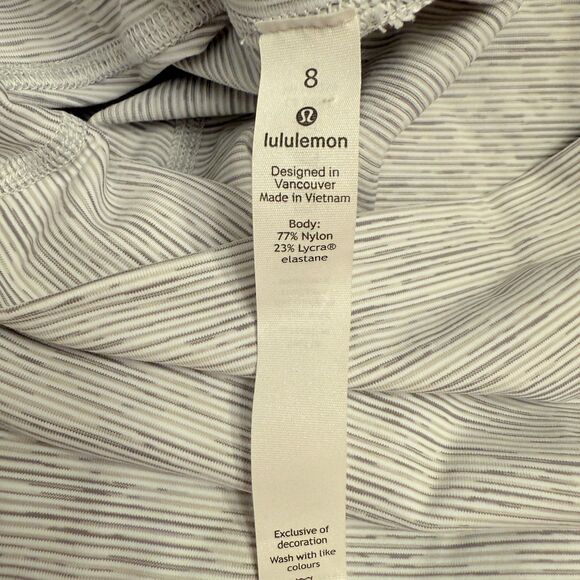 8
lululemon
Designed in
Vancouver
Made in Vietnam
Body:
77% Nylon
23% Lycra®
elastane
Exclusive of
decoration
Wash with like
colours